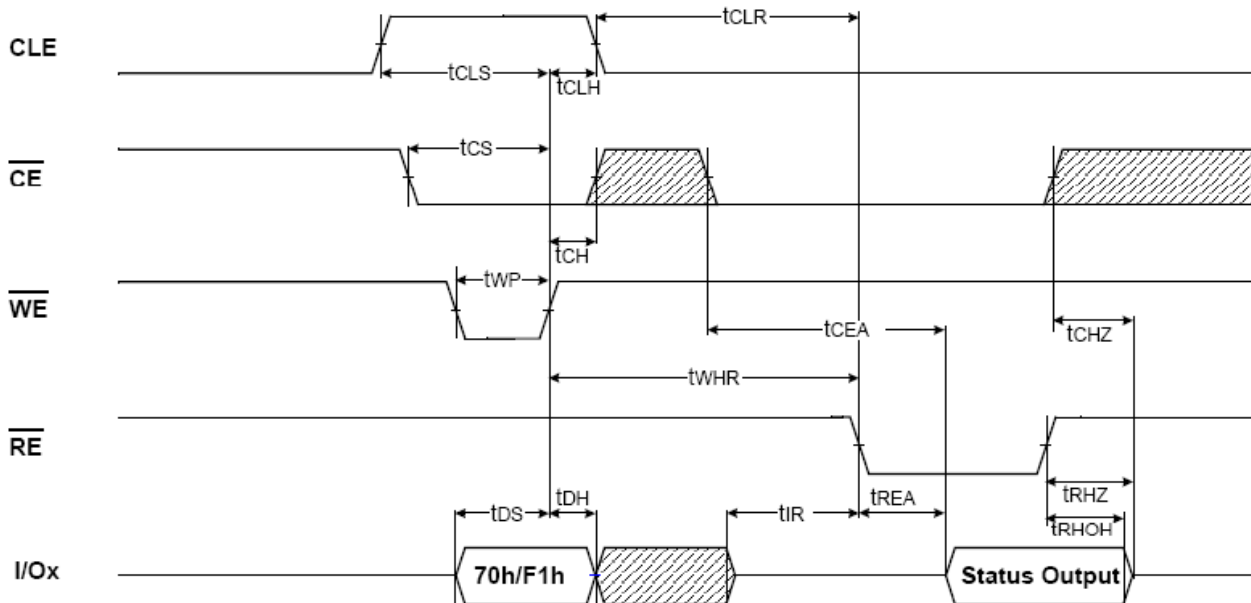 CLE
tCLR
tCLS
tCLH
CE
tCS
tCH
WE
tWP
tCEA
tCHZ
tWHR
RE
tRHZ
tRHOH
tDS
tDH
tIR
tREA
I/Ox
70h/F1h
Status Output